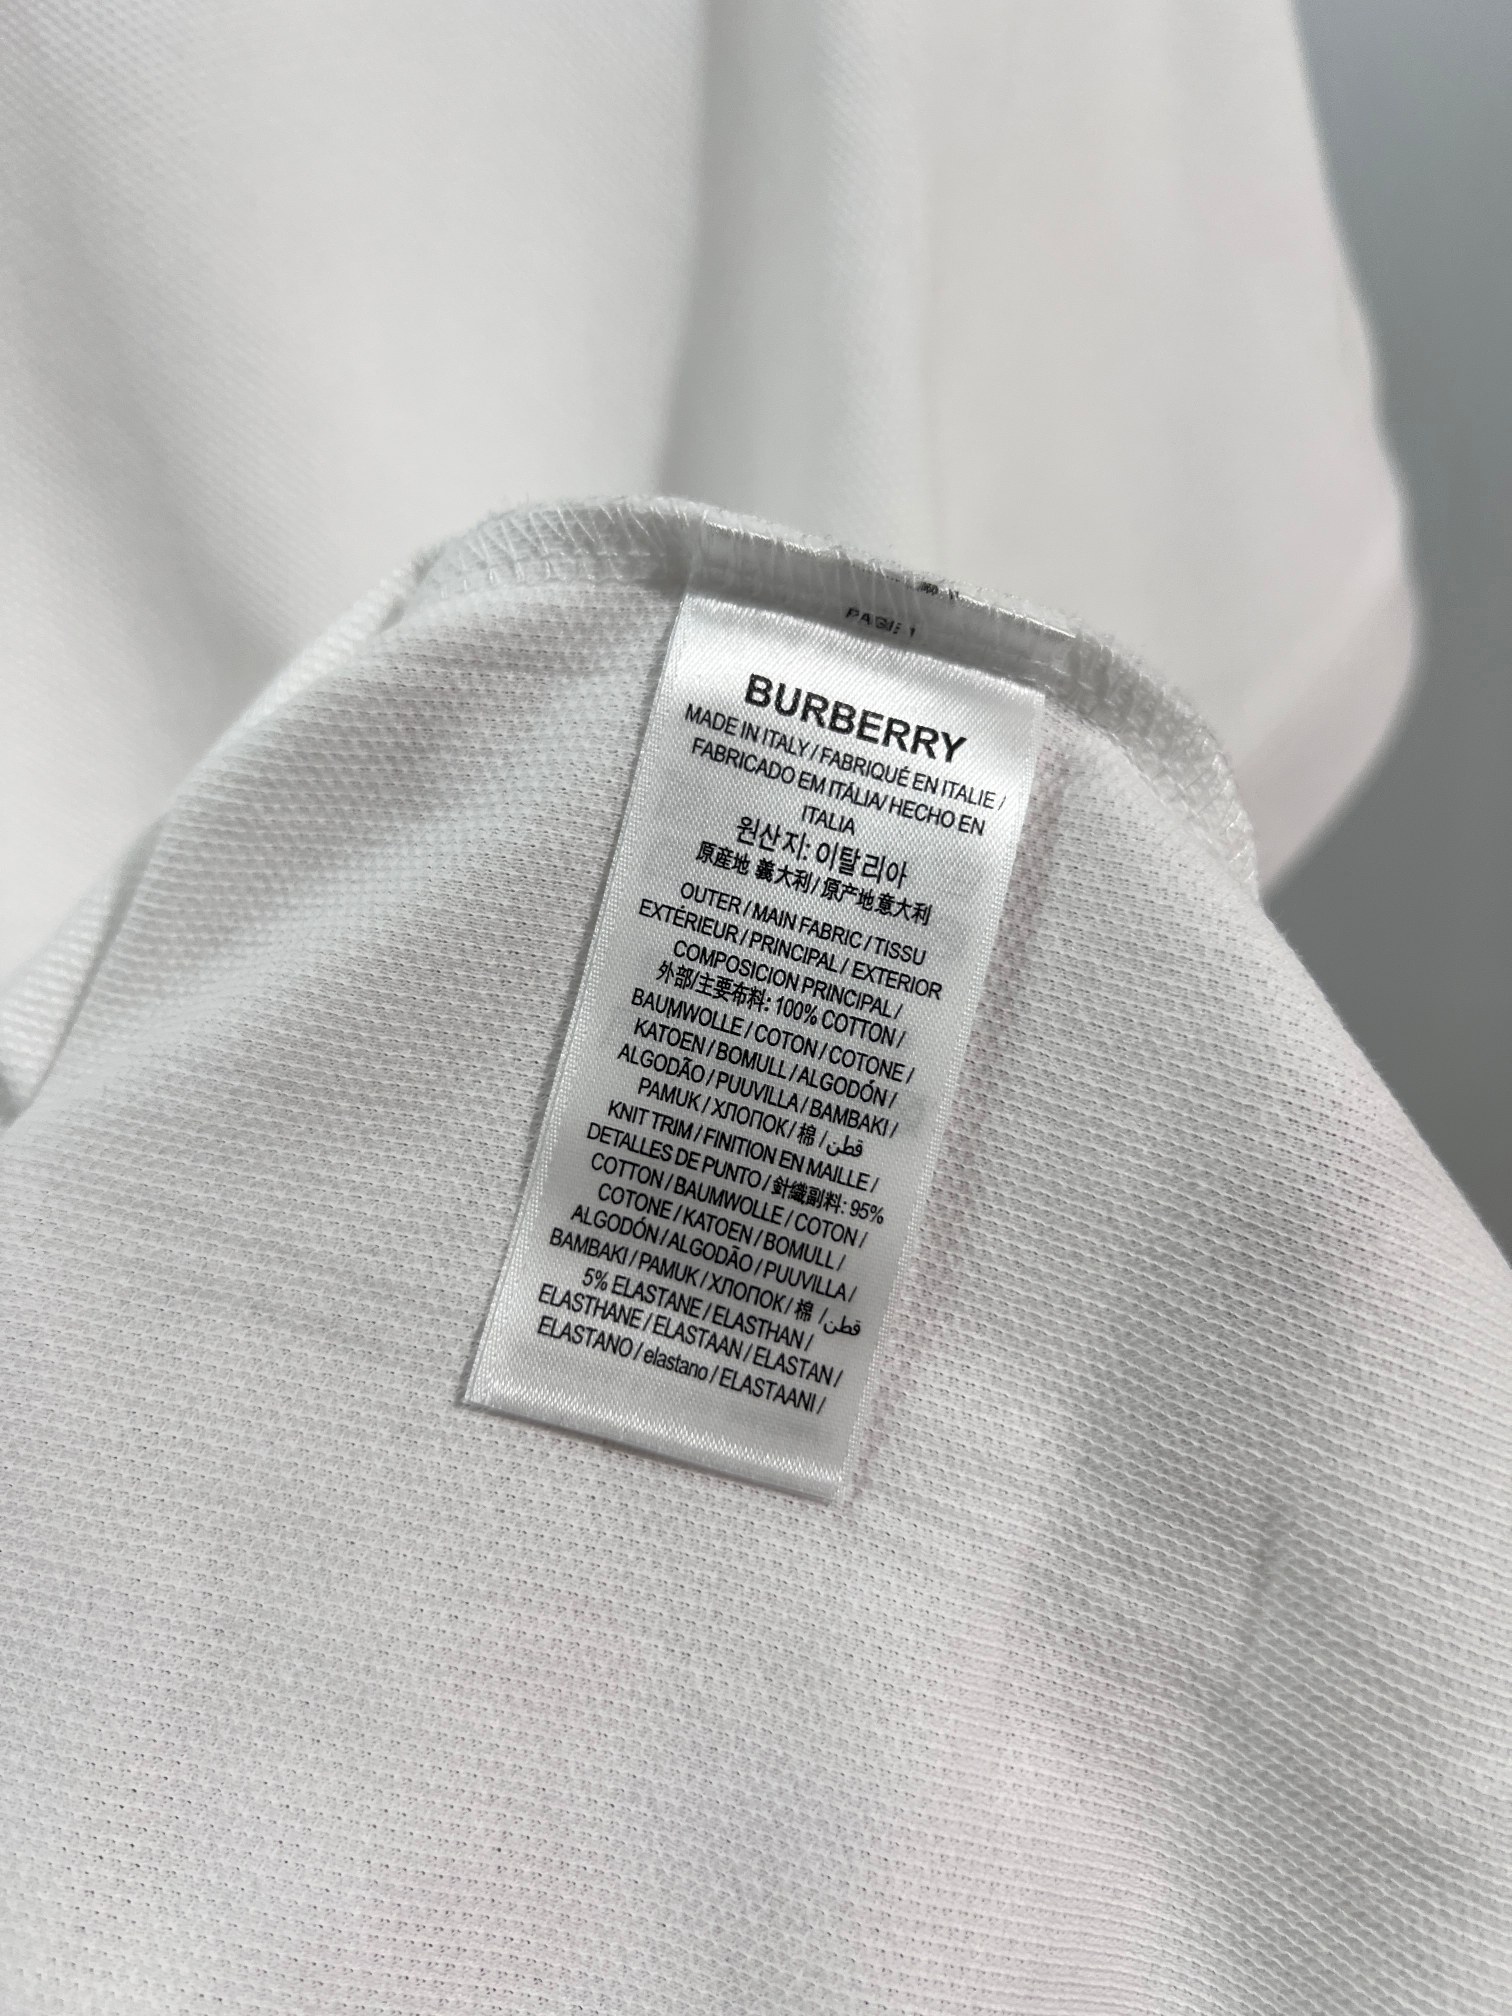 PAGE 1
BURBERRY
MADE IN ITALY / FABRIQUÉ EN ITALIE /
FABRICADO EM ITÁLIA/ HECHO EN
ITALIA
원산지: 이탈리아
原産地 義大利 / 原产地意大利
OUTER / MAIN FABRIC / TISSU
EXTÉRIEUR / PRINCIPAL / EXTERIOR
COMPOSICION PRINCIPAL /
外部/主要布料: 100% COTTON /
BAUMWOLLE / COTON / COTONE /
KATOEN / BOMULL / ALGODÓN /
ALGODÃO / PUUVILLA / BAMBAKI /
PAMUK / ХЛОПОК / 棉 / قطن
KNIT TRIM / FINITION EN MAILLE /
DETALLES DE PUNTO / 針織副料: 95%
COTTON / BAUMWOLLE / COTON /
COTONE / KATOEN / BOMULL /
ALGODÓN / ALGODÃO / PUUVILLA /
BAMBAKI / PAMUK / ХЛОПОК / 棉 / قطن
5% ELASTANE / ELASTHAN /
ELASTHANE / ELASTAAN / ELASTAN /
ELASTANO / elastano / ELASTAANI /